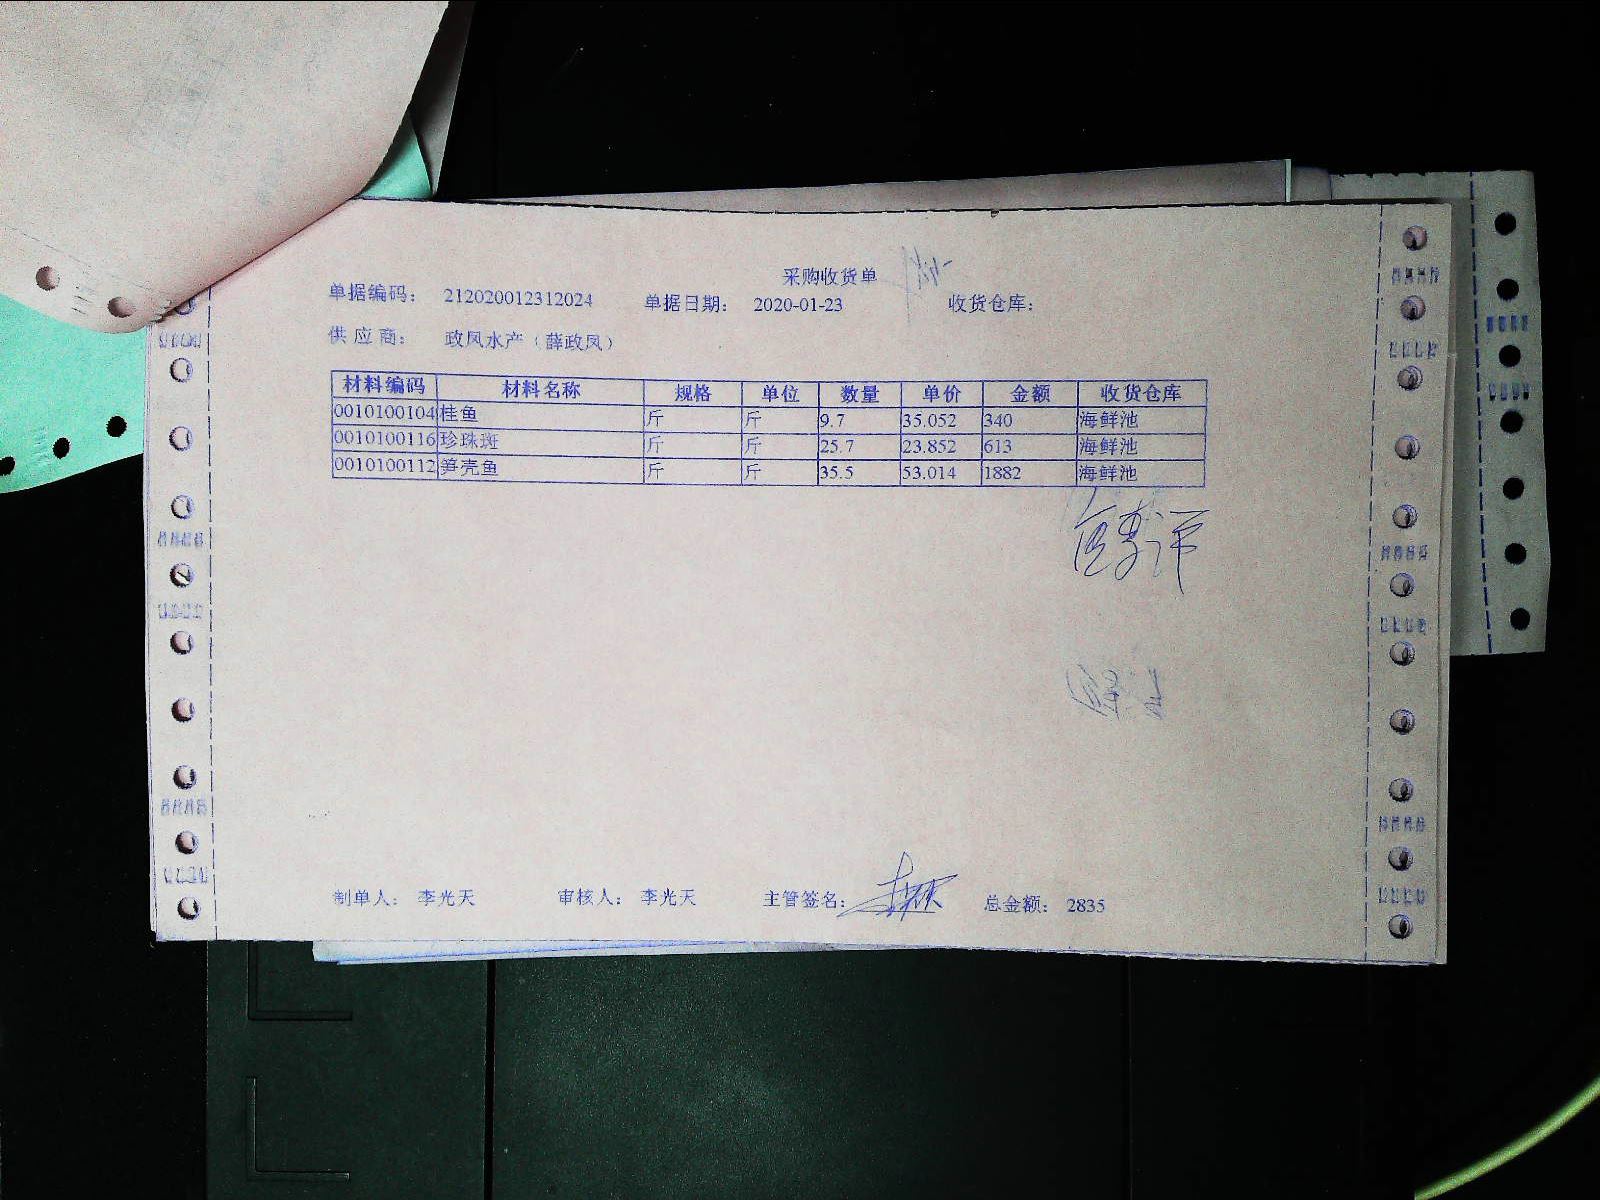 采购收货单
单据编码： 212020012312024 单据日期： 2020-01-23 收货仓库：
供应商： 政凤水产（薛政凤）
材料编码 材料名称 规格 单位 数量 单价 金额 收货仓库
0010100104 桂鱼 斤 斤 9.7 35.052 340 海鲜池
0010100116 珍珠斑 斤 斤 25.7 23.852 613 海鲜池
0010100112 笋壳鱼 斤 斤 35.5 53.014 1882 海鲜池
制单人： 李光天 审核人： 李光天 主管签名： 总金额： 2835